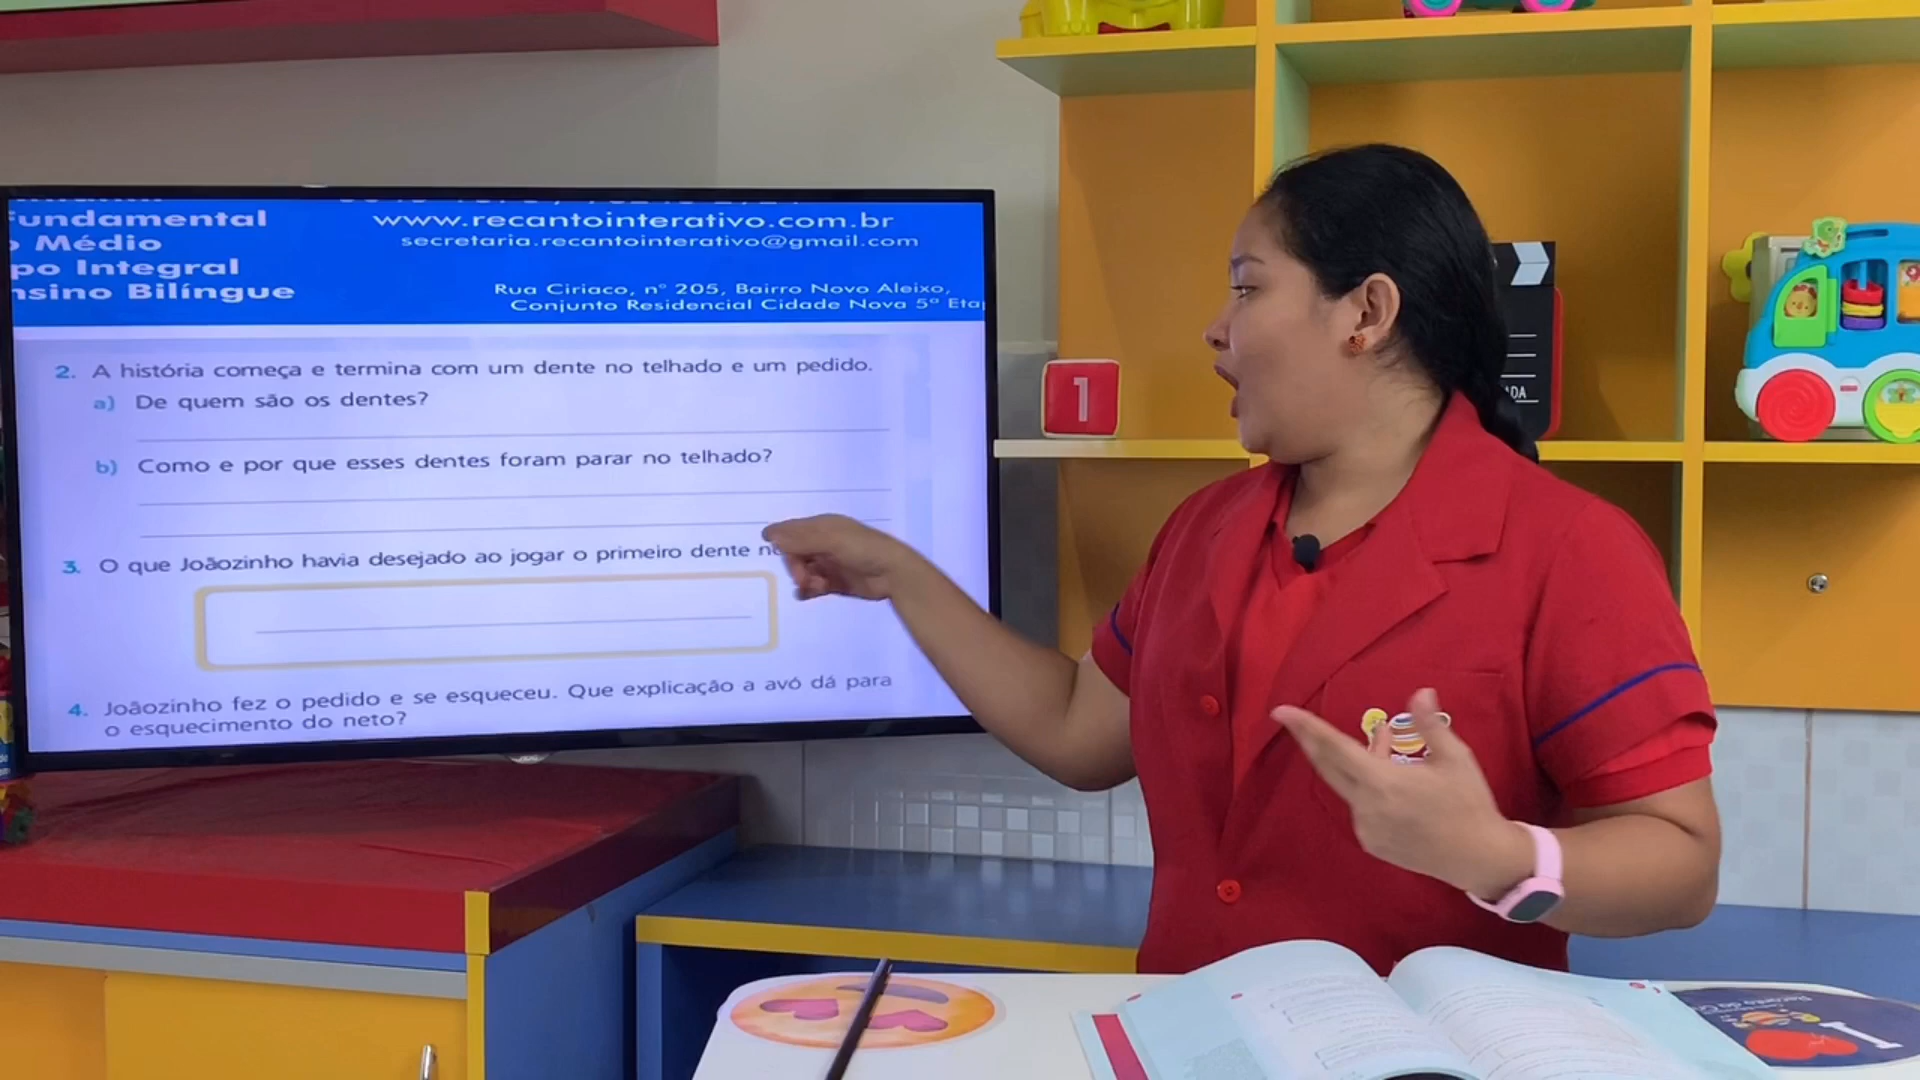 undamental
Médio
po Integral
nsino Bilíngue
www.recantointerativo.com.br
secretaria.recantointerativo@gmail.com
Rua Ciriaco, n° 205, Bairro Novo Aleixo,
Conjunto Residencial Cidade Nova 5ª Eta
2. A história começa e termina com um dente no telhado e um pedido.
a) De quem são os dentes?
b) Como e por que esses dentes foram parar no telhado?
3. O que Joãozinho havia desejado ao jogar o primeiro dente n
4. Joãozinho fez o pedido e se esqueceu. Que explicação a avó dá para
o esquecimento do neto?
1